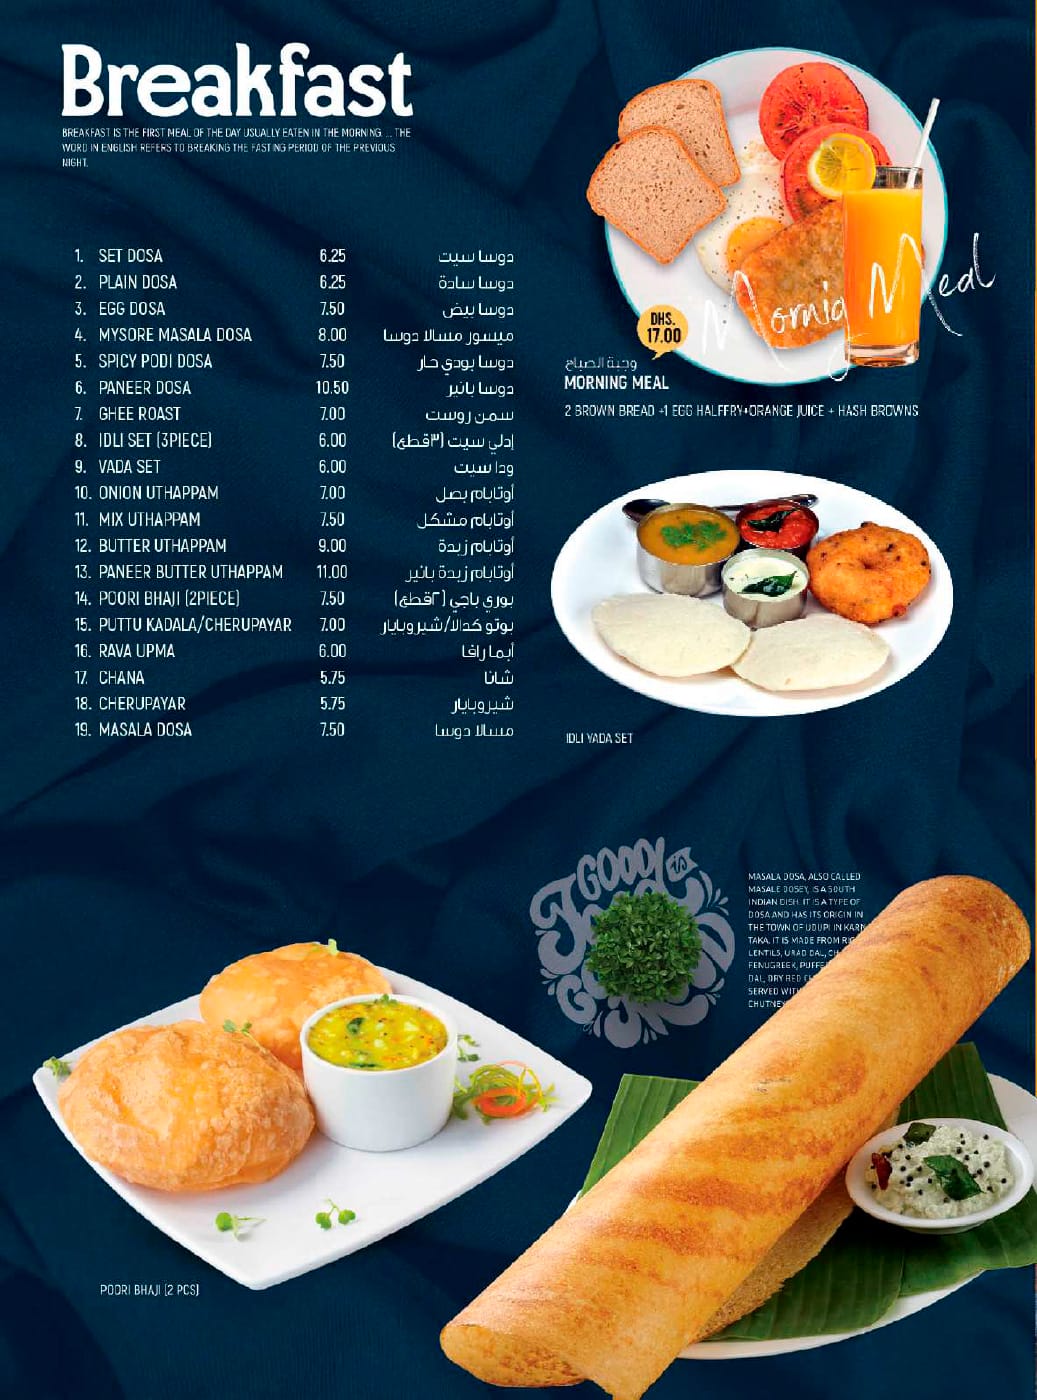 Breakfast
BREAKFAST IS THE FIRST MEAL OF THE DAY USUALLY EATEN IN THE MORNING. ... THE
WORD IN ENGLISH REFERS TO BREAKING THE FASTING PERIOD OF THE PREVIOUS
NIGHT.
1. SET DOSA 6.25 دوسا سيت
2. PLAIN DOSA 6.25 دوسا سادة
3. EGG DOSA 7.50 دوسا بيض
4. MYSORE MASALA DOSA 8.00 ميسور مسالا دوسا
5. SPICY PODI DOSA 7.50 دوسا بودي حار
6. PANEER DOSA 10.50 دوسا بانير
7. GHEE ROAST 7.00 سمن روست
8. IDLI SET (3PIECE) 6.00 إدلي سيت (٣قطع)
9. VADA SET 6.00 ودا سيت
10. ONION UTHAPPAM 7.00 أوتابام بصل
11. MIX UTHAPPAM 7.50 أوتابام مشكل
12. BUTTER UTHAPPAM 9.00 أوتابام زبدة
13. PANEER BUTTER UTHAPPAM 11.00 أوتابام زبدة بانير
14. POORI BHAJI (2PIECE) 7.50 بوري باجي (٢قطع)
15. PUTTU KADALA/CHERUPAYAR 7.00 بوتو كدالا/شيروبايار
16. RAVA UPMA 6.00 أبما رافا
17. CHANA 5.75 شانا
18. CHERUPAYAR 5.75 شيروبايار
19. MASALA DOSA 7.50 مسالا دوسا
Mornig Meal
DHS.
17.00
وجبة الصباح
MORNING MEAL
2 BROWN BREAD +1 EGG HALFFRY+ORANGE JUICE + HASH BROWNS
IDLI VADA SET
GOOD
is
MASALA DOSA, ALSO CALLED
MASALE DOSEY, IS A SOUTH
INDIAN DISH. IT IS A TYPE OF
DOSA AND HAS ITS ORIGIN IN
THE TOWN OF UDUPI IN KARN
TAKA. IT IS MADE FROM RIC
LENTILS, URAD DAL, CH
FENUGREEK, PUFFE
DAL, DRY RED CH
SERVED WITH
CHUTNEY
POORI BHAJI (2 PCS)